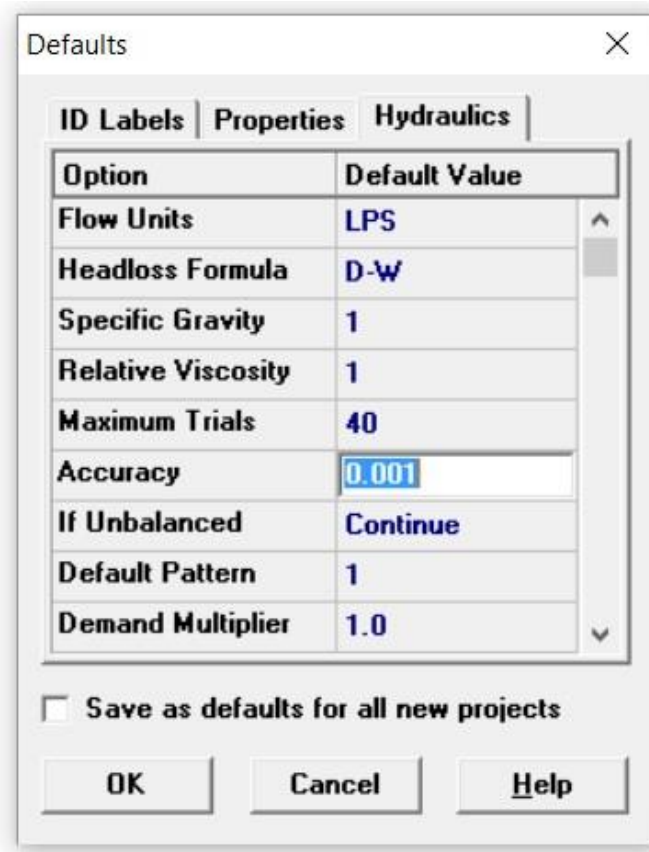 Defaults
ID Labels Properties Hydraulics
Option Default Value
Flow Units LPS
Headloss Formula D-W
Specific Gravity 1
Relative Viscosity 1
Maximum Trials 40
Accuracy 0.001
If Unbalanced Continue
Default Pattern 1
Demand Multiplier 1.0
Save as defaults for all new projects
OK Cancel Help